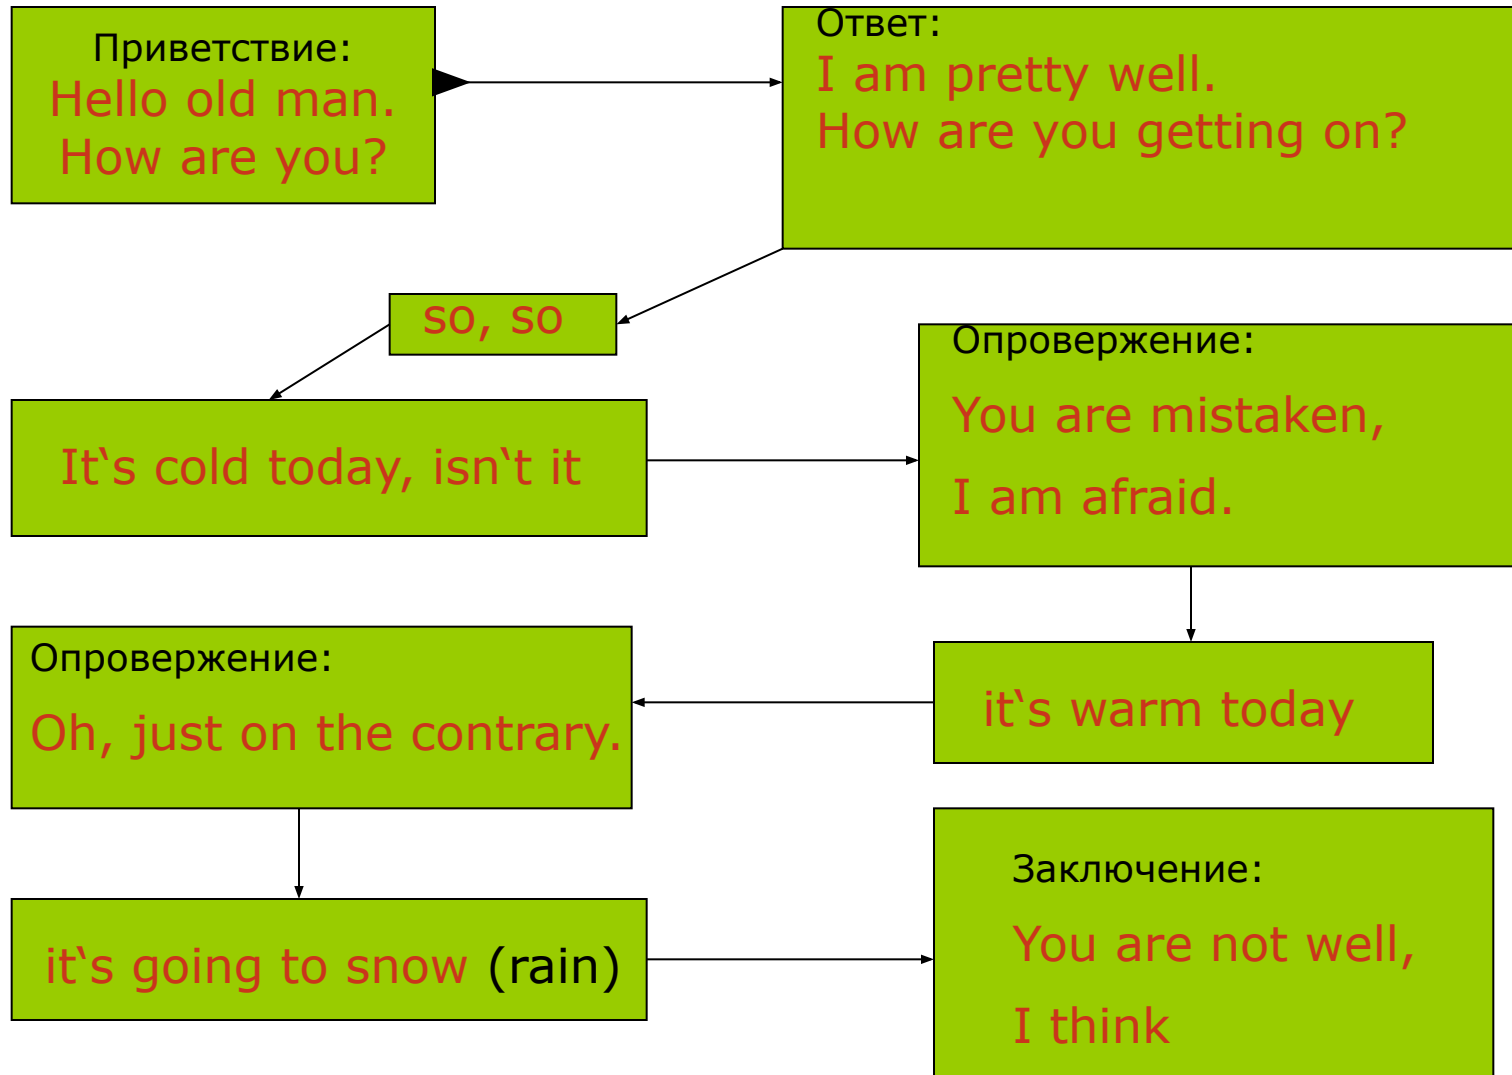 Приветствие:
Hello old man.
How are you?
Ответ:
I am pretty well.
How are you getting on?
so, so
It‘s cold today, isn‘t it
Опровержение:
You are mistaken,
I am afraid.
it‘s warm today
Опровержение:
Oh, just on the contrary.
it‘s going to snow (rain)
Заключение:
You are not well,
I think